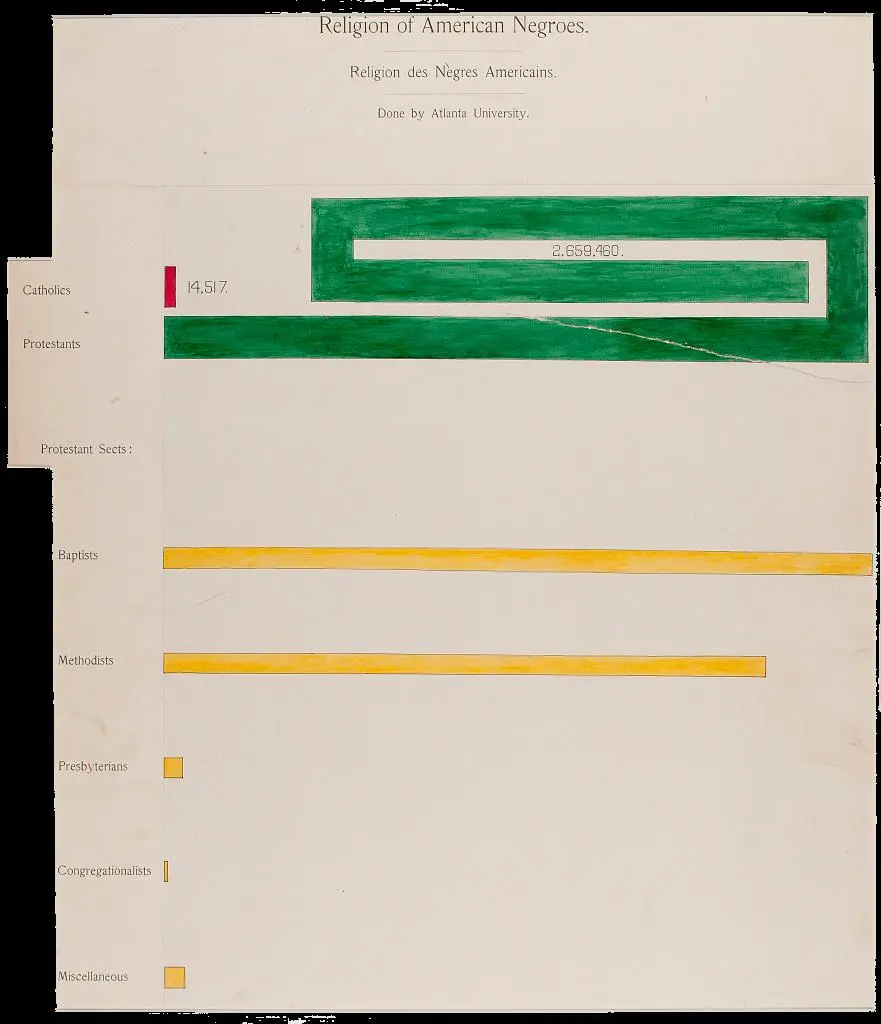 Religion of American Negroes.
Religion des Nègres Americains.
Done by Atlanta University.
2,659,460.
Catholics
14,517.
Protestants
Protestant Sects:
Baptists
Methodists
Presbyterians
Congregationalists
Miscellaneous